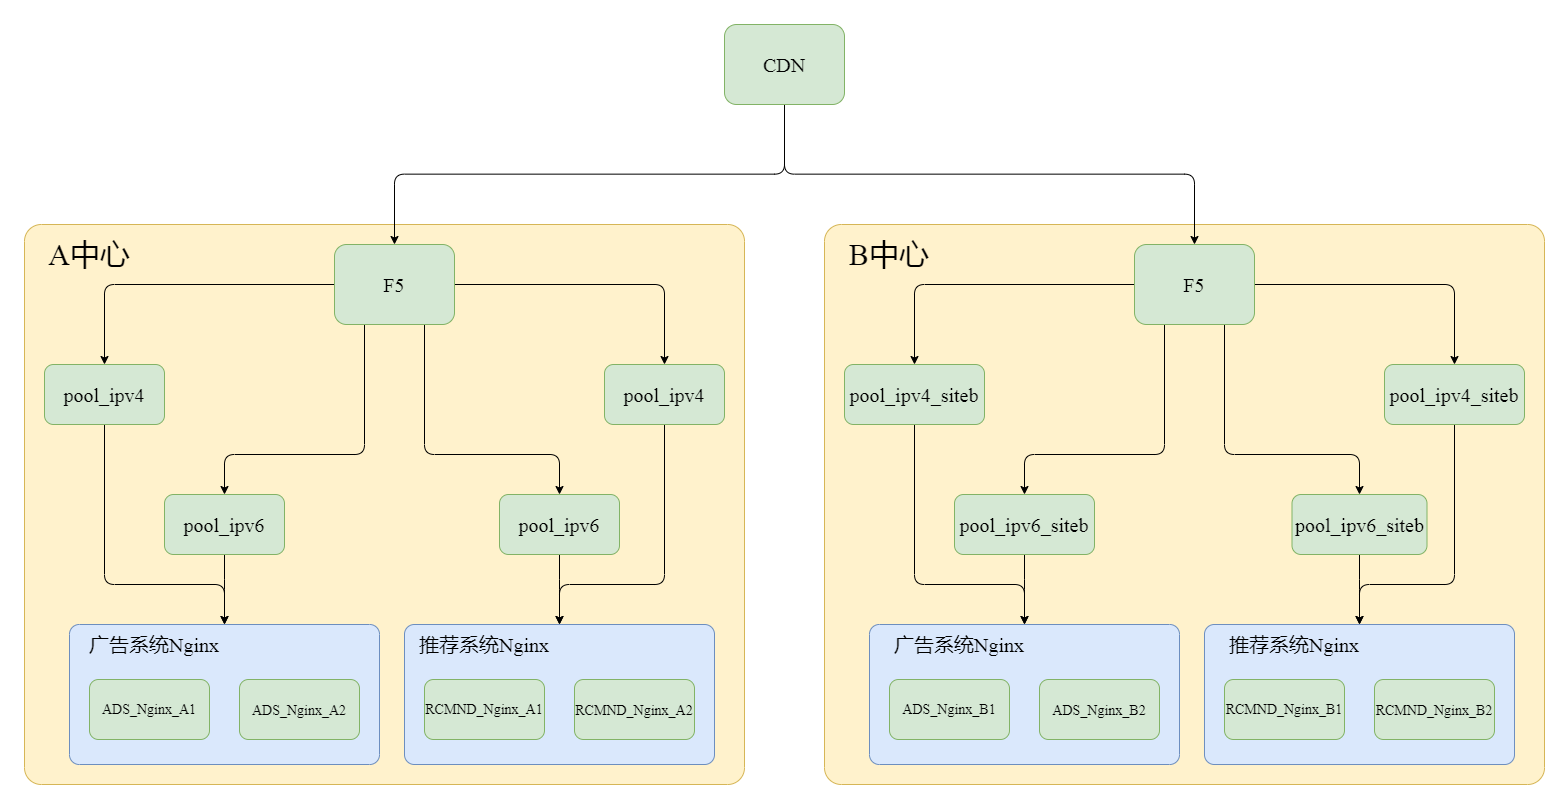 CDN
A中心
F5
pool_ipv4
pool_ipv4
pool_ipv6
pool_ipv6
广告系统Nginx
ADS_Nginx_A1
ADS_Nginx_A2
推荐系统Nginx
RCMND_Nginx_A1
RCMND_Nginx_A2
B中心
F5
pool_ipv4_siteb
pool_ipv4_siteb
pool_ipv6_siteb
pool_ipv6_siteb
广告系统Nginx
ADS_Nginx_B1
ADS_Nginx_B2
推荐系统Nginx
RCMND_Nginx_B1
RCMND_Nginx_B2